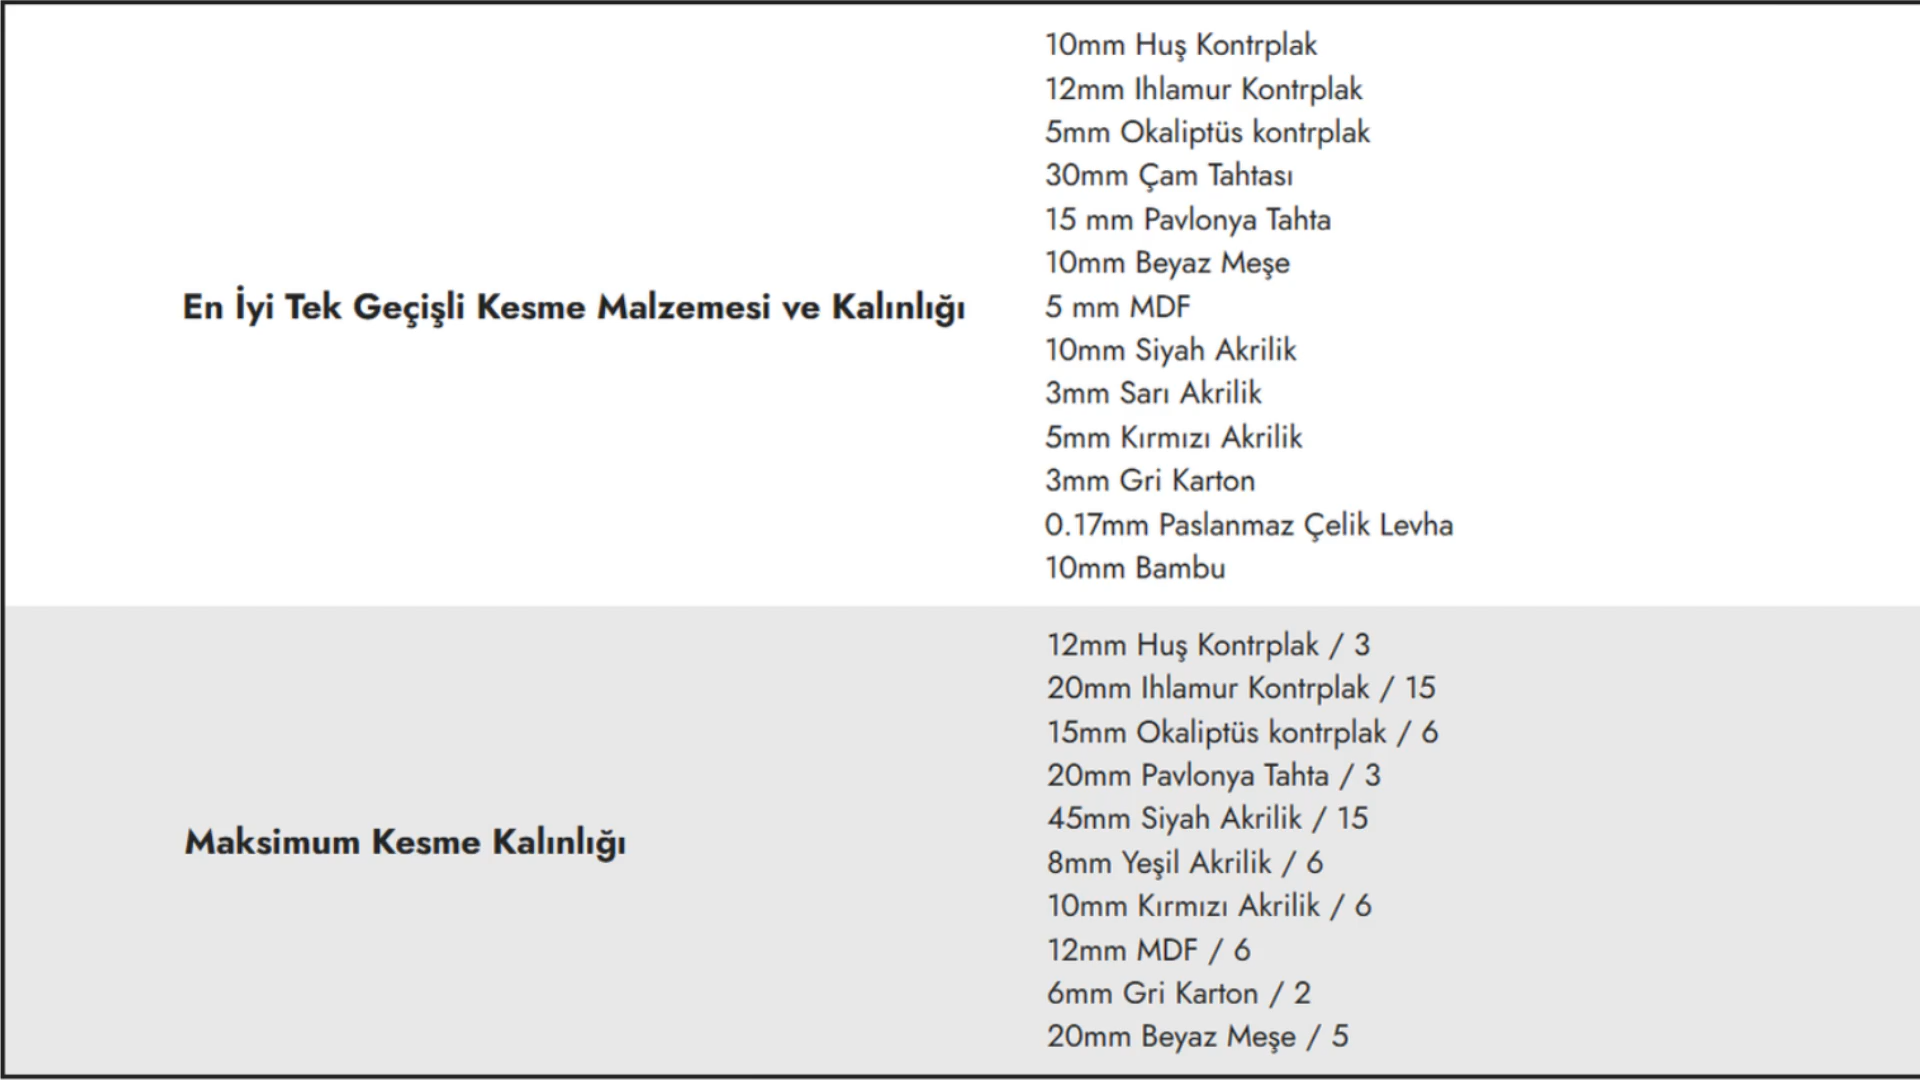 En İyi Tek Geçişli Kesme Malzemesi ve Kalınlığı
10mm Huş Kontrplak
12mm Ihlamur Kontrplak
5mm Okaliptüs kontrplak
30mm Çam Tahtası
15 mm Pavlonya Tahta
10mm Beyaz Meşe
5 mm MDF
10mm Siyah Akrilik
3mm Sarı Akrilik
5mm Kırmızı Akrilik
3mm Gri Karton
0.17mm Paslanmaz Çelik Levha
10mm Bambu
Maksimum Kesme Kalınlığı
12mm Huş Kontrplak / 3
20mm Ihlamur Kontrplak / 15
15mm Okaliptüs kontrplak / 6
20mm Pavlonya Tahta / 3
45mm Siyah Akrilik / 15
8mm Yeşil Akrilik / 6
10mm Kırmızı Akrilik / 6
12mm MDF / 6
6mm Gri Karton / 2
20mm Beyaz Meşe / 5